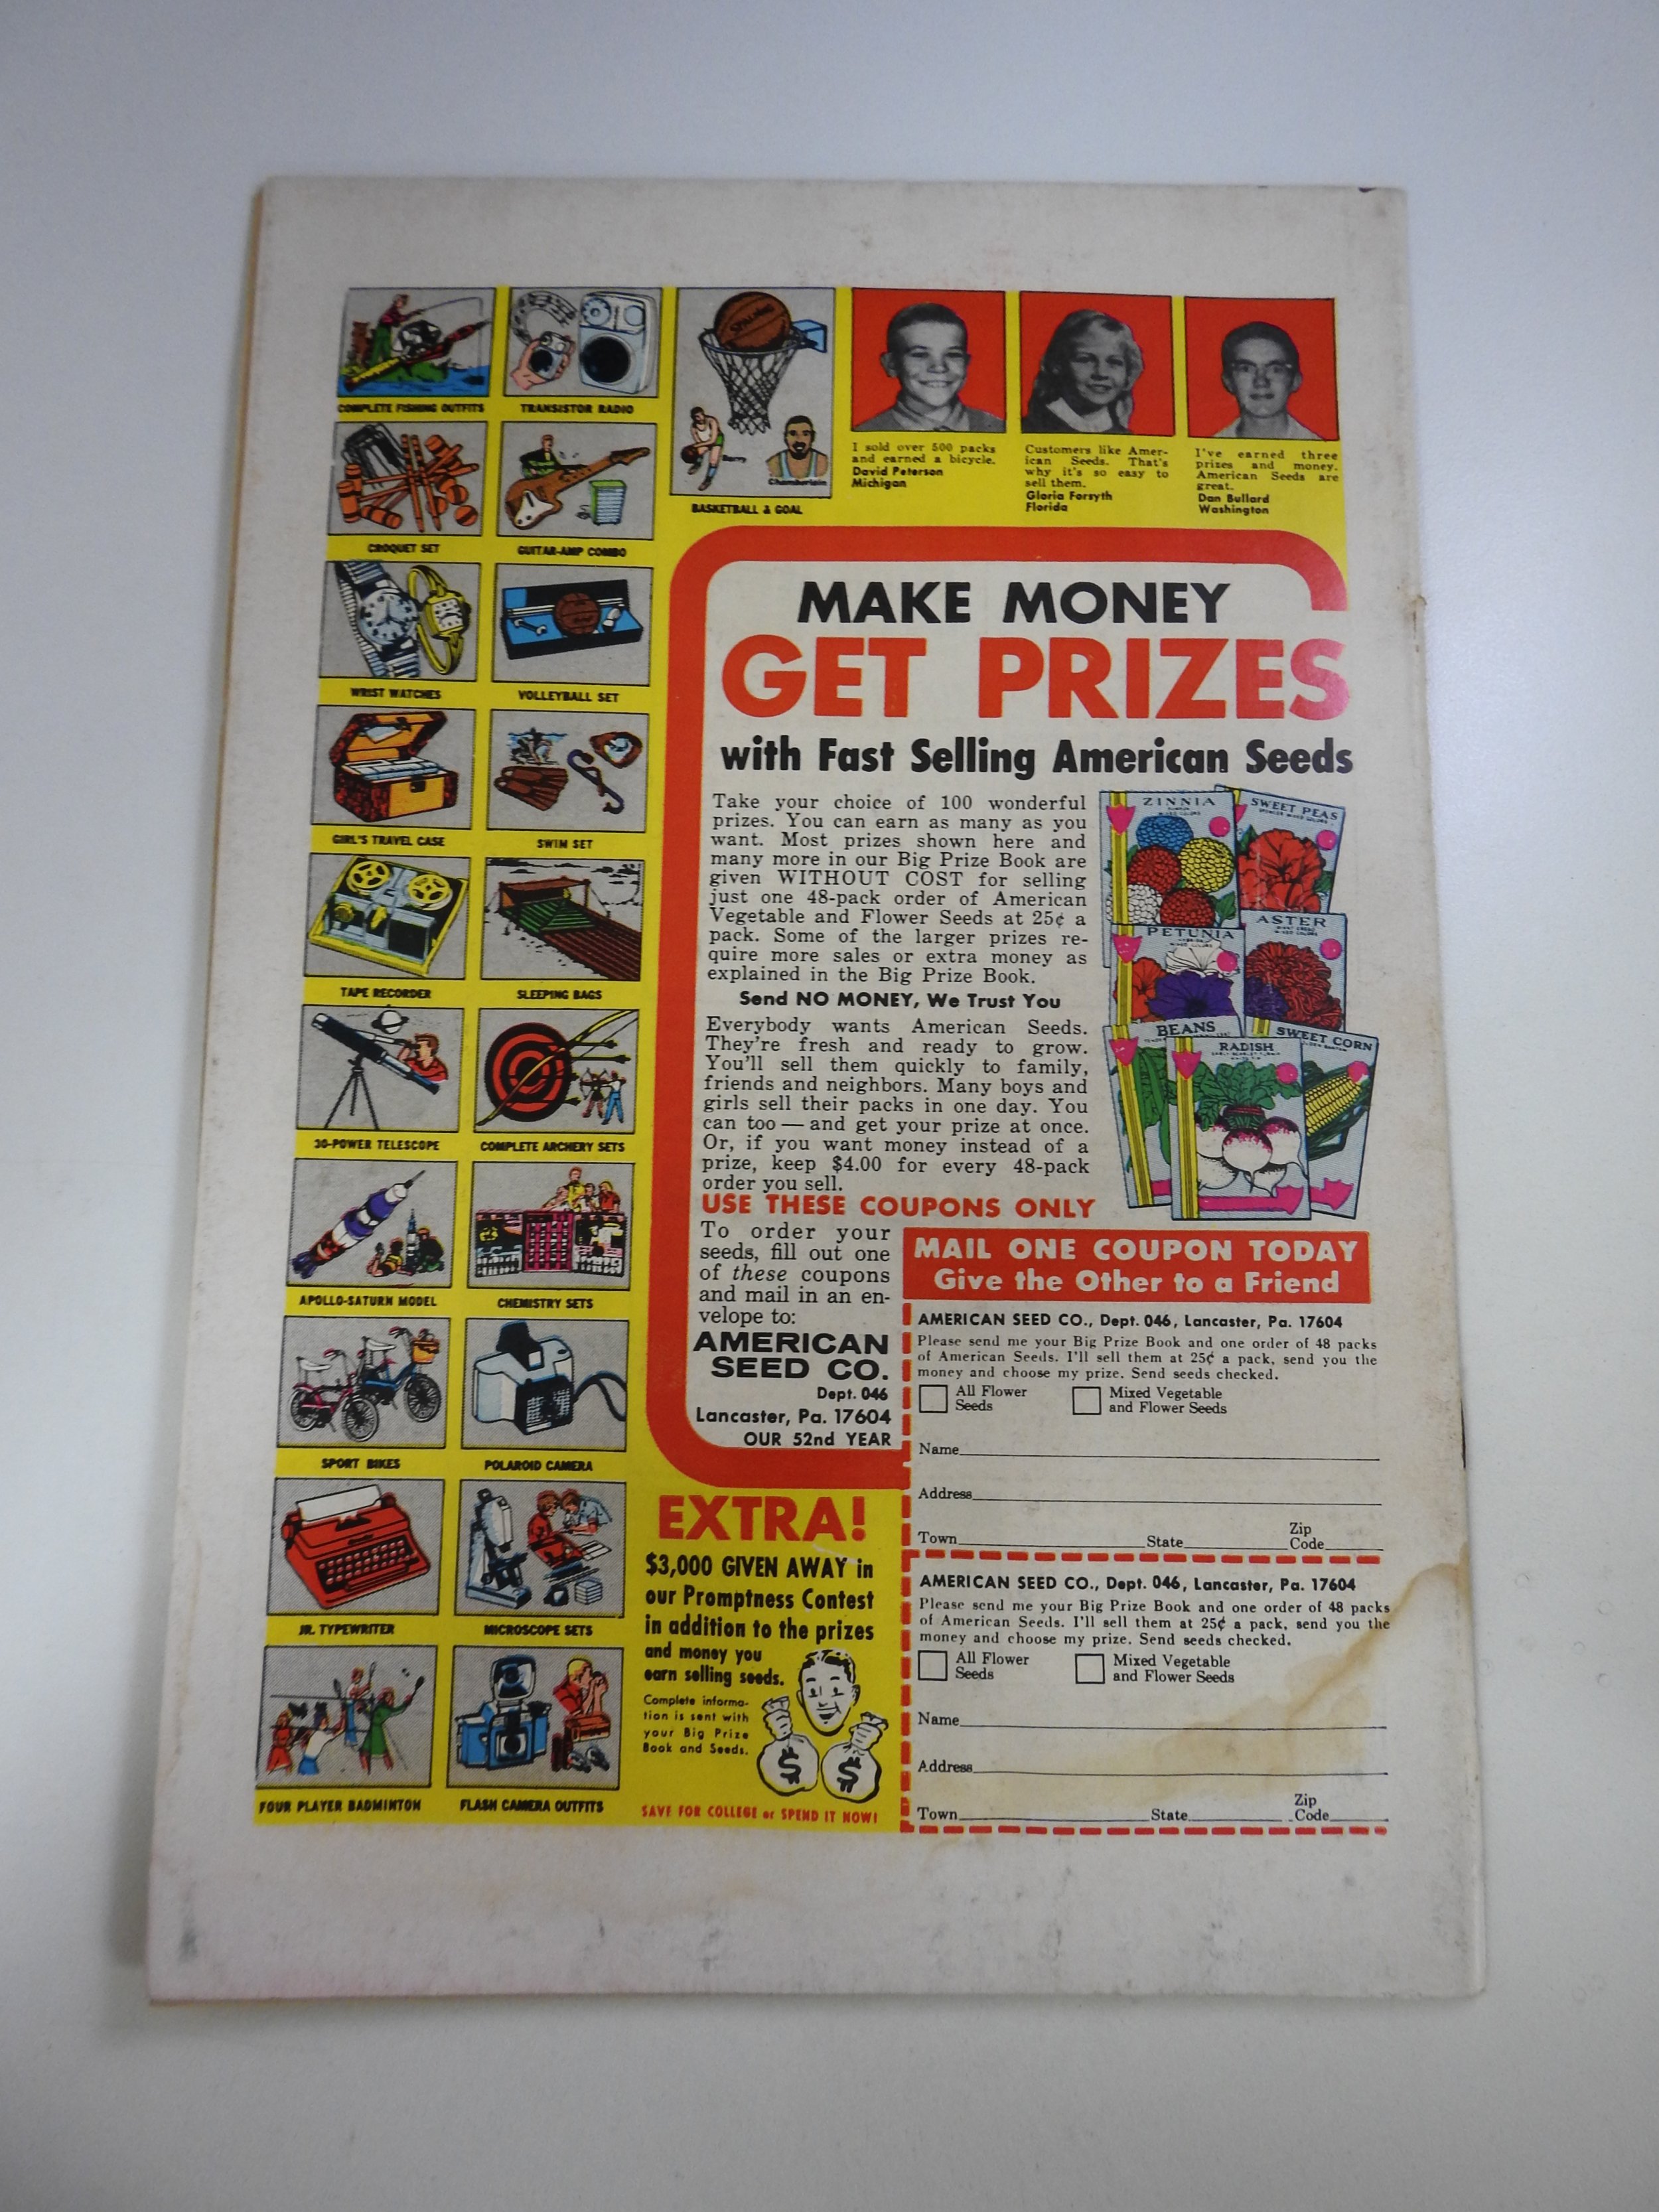 COMPLETE FISHING OUTFITS
TRANSISTOR RADIO
SPALDING
Barry
Chamberlain
BASKETBALL & GOAL
CROQUET SET
GUITAR-AMP COMBO
WRIST WATCHES
VOLLEYBALL SET
GIRL'S TRAVEL CASE
SWIM SET
TAPE RECORDER
SLEEPING BAGS
30-POWER TELESCOPE
COMPLETE ARCHERY SETS
APOLLO-SATURN MODEL
CHEMISTRY SETS
SPORT BIKES
POLAROID CAMERA
JR. TYPEWRITER
MICROSCOPE SETS
FOUR PLAYER BADMINTON
FLASH CAMERA OUTFITS
I sold over 500 packs
and earned a bicycle.
David Peterson
Michigan
Customers like Amer-
ican Seeds. That's
why it's so easy to
sell them.
Gloria Forsyth
Florida
I've earned three
prizes and money.
American Seeds are
great.
Dan Bullard
Washington
MAKE MONEY
GET PRIZES
with Fast Selling American Seeds
Take your choice of 100 wonderful
prizes. You can earn as many as you
want. Most prizes shown here and
many more in our Big Prize Book are
given WITHOUT COST for selling
just one 48-pack order of American
Vegetable and Flower Seeds at 25¢ a
pack. Some of the larger prizes re-
quire more sales or extra money as
explained in the Big Prize Book.
Send NO MONEY, We Trust You
Everybody wants American Seeds.
They're fresh and ready to grow.
You'll sell them quickly to family,
friends and neighbors. Many boys and
girls sell their packs in one day. You
can too — and get your prize at once.
Or, if you want money instead of a
prize, keep $4.00 for every 48-pack
order you sell.
ZINNIA
SWEET PEAS
ASTER
PETUNIA
BEANS
RADISH
SWEET CORN
USE THESE COUPONS ONLY
To order your
seeds, fill out one
of these coupons
and mail in an en-
velope to:
AMERICAN
SEED CO.
Dept. 046
Lancaster, Pa. 17604
OUR 52nd YEAR
MAIL ONE COUPON TODAY
Give the Other to a Friend
AMERICAN SEED CO., Dept. 046, Lancaster, Pa. 17604
Please send me your Big Prize Book and one order of 48 packs
of American Seeds. I'll sell them at 25¢ a pack, send you the
money and choose my prize. Send seeds checked.
All Flower Seeds
Mixed Vegetable and Flower Seeds
Name
Address
Town State Zip Code
AMERICAN SEED CO., Dept. 046, Lancaster, Pa. 17604
Please send me your Big Prize Book and one order of 48 packs
of American Seeds. I'll sell them at 25¢ a pack, send you the
money and choose my prize. Send seeds checked.
All Flower Seeds
Mixed Vegetable and Flower Seeds
Name
Address
Town State Zip Code
EXTRA!
$3,000 GIVEN AWAY in
our Promptness Contest
in addition to the prizes
and money you
earn selling seeds.
Complete informa-
tion is sent with
your Big Prize
Book and Seeds.
$ $
SAVE FOR COLLEGE or SPEND IT NOW!